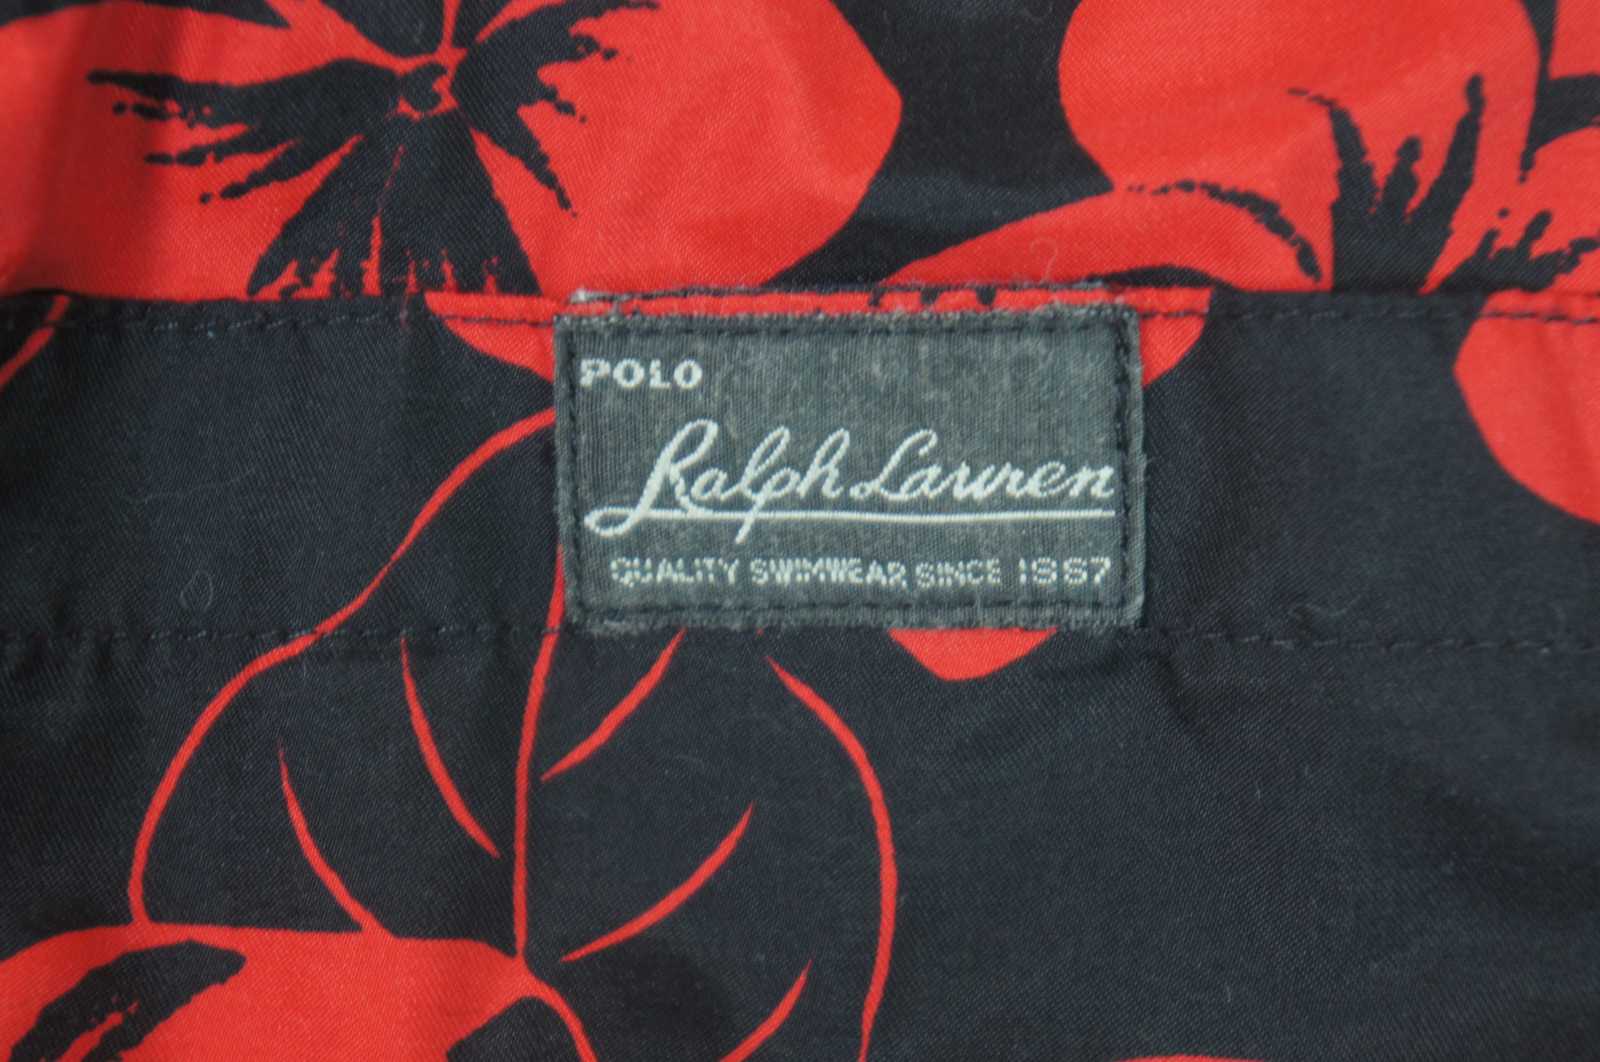 POLO
Ralph Lauren
QUALITY SWIMWEAR SINCE 1967